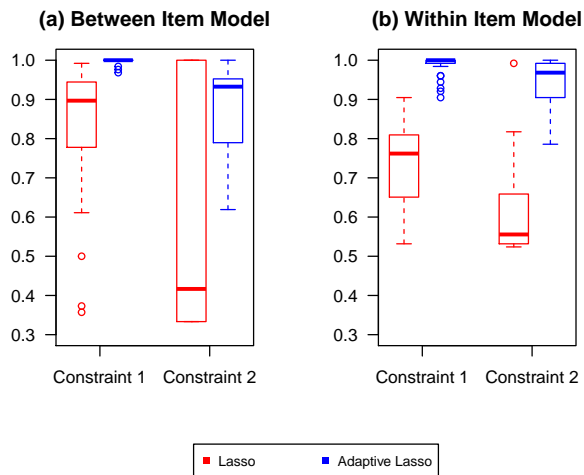 (a) Between Item Model
(b) Within Item Model
1.0
0.9
0.8
0.7
0.6
0.5
0.4
0.3
Constraint 1
Constraint 2
1.0
0.9
0.8
0.7
0.6
0.5
0.4
0.3
Constraint 1
Constraint 2
Lasso
Adaptive Lasso